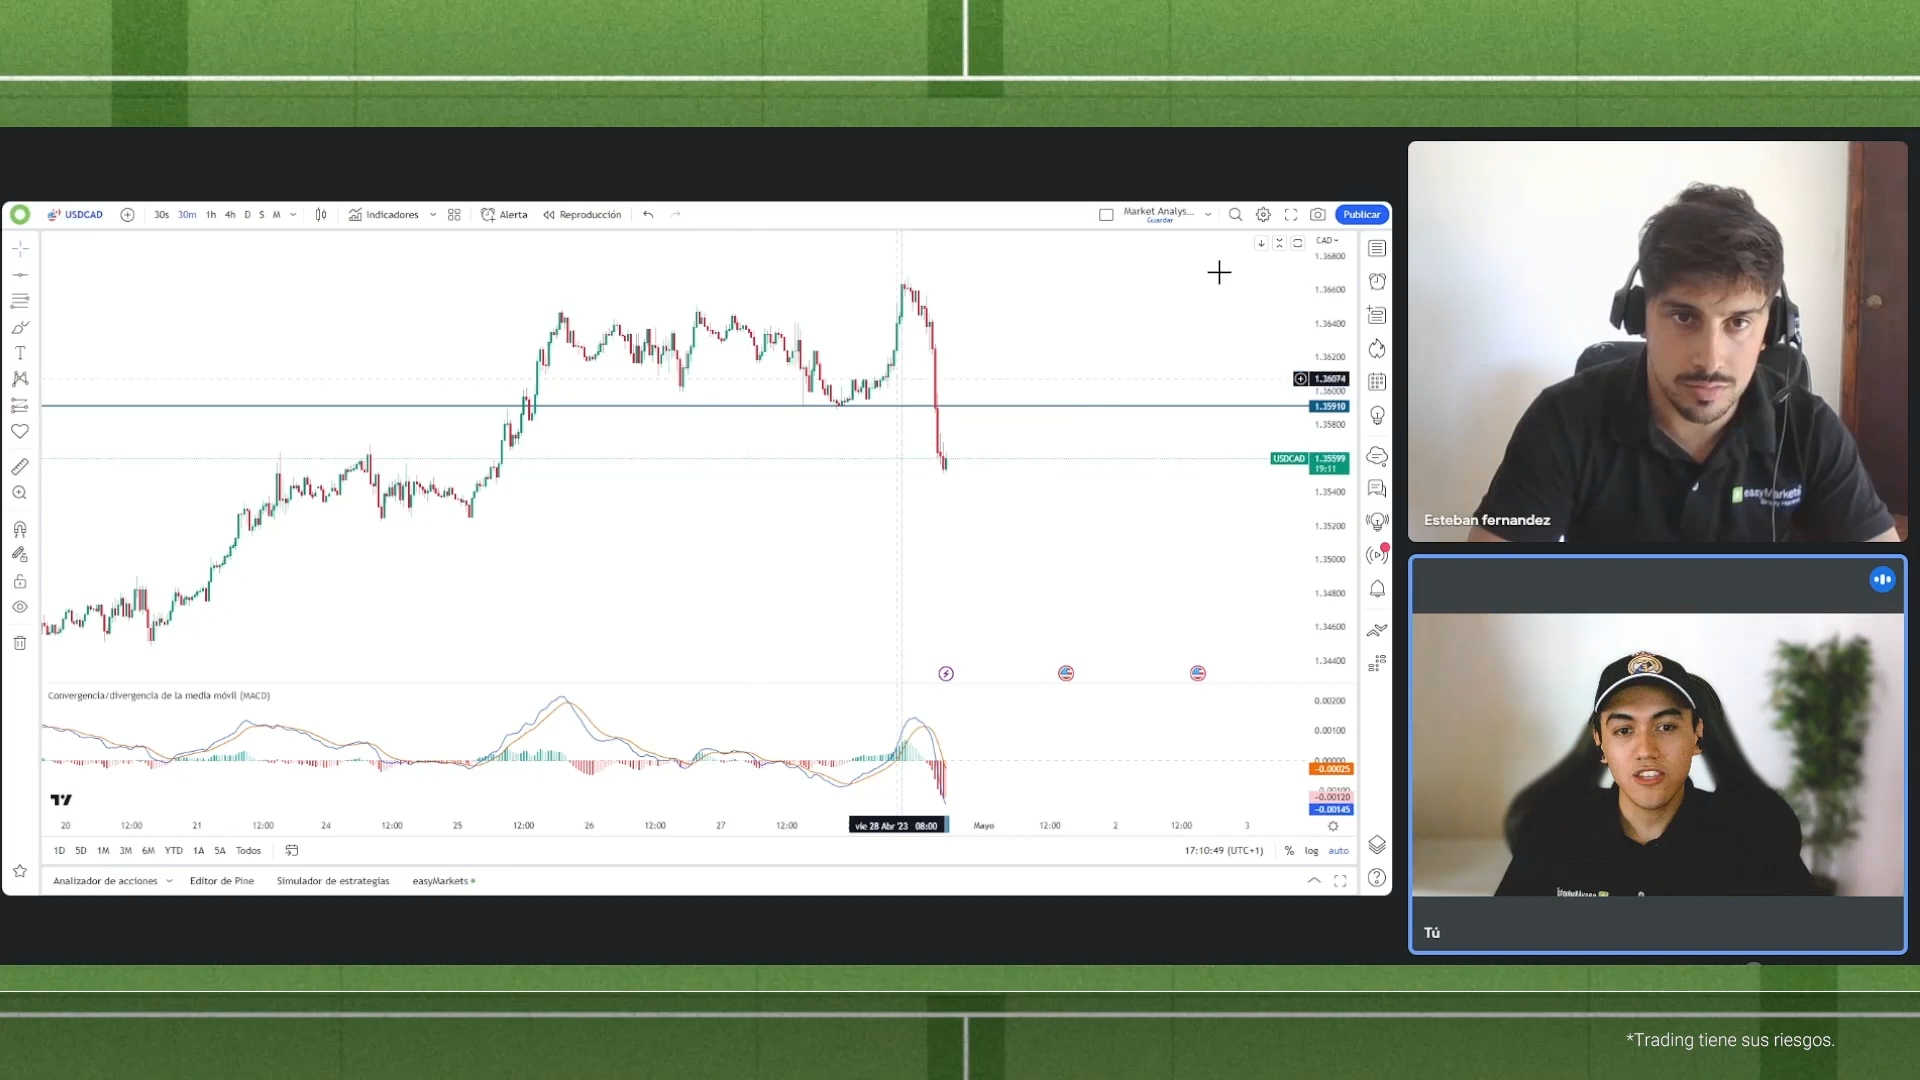 USDCAD
30s 30m 1h 4h D S M
Indicadores
Alerta
Reproducción
Market Analys...
Guardar
Publicar
CAD
1.36800
1.36600
1.36400
1.36200
1.36074
1.36000
1.35910
1.35800
USDCAD 1.35599
19:11
1.35400
1.35200
1.35000
1.34800
1.34600
1.34400
Convergencia/divergencia de la media móvil (MACD)
0.00200
0.00100
0.00000
-0.00025
-0.00120
-0.00145
20 12:00 21 12:00 24 12:00 25 12:00 26 12:00 27 12:00 vie 28 Abr '23 08:00 Mayo 12:00 2 12:00 3
1D 5D 1M 3M 6M YTD 1A 5A Todos
17:10:49 (UTC+1) % log auto
Analizador de acciones Editor de Pine Simulador de estrategias easyMarkets
easyMarkets
Esteban fernandez
Tú
*Trading tiene sus riesgos.